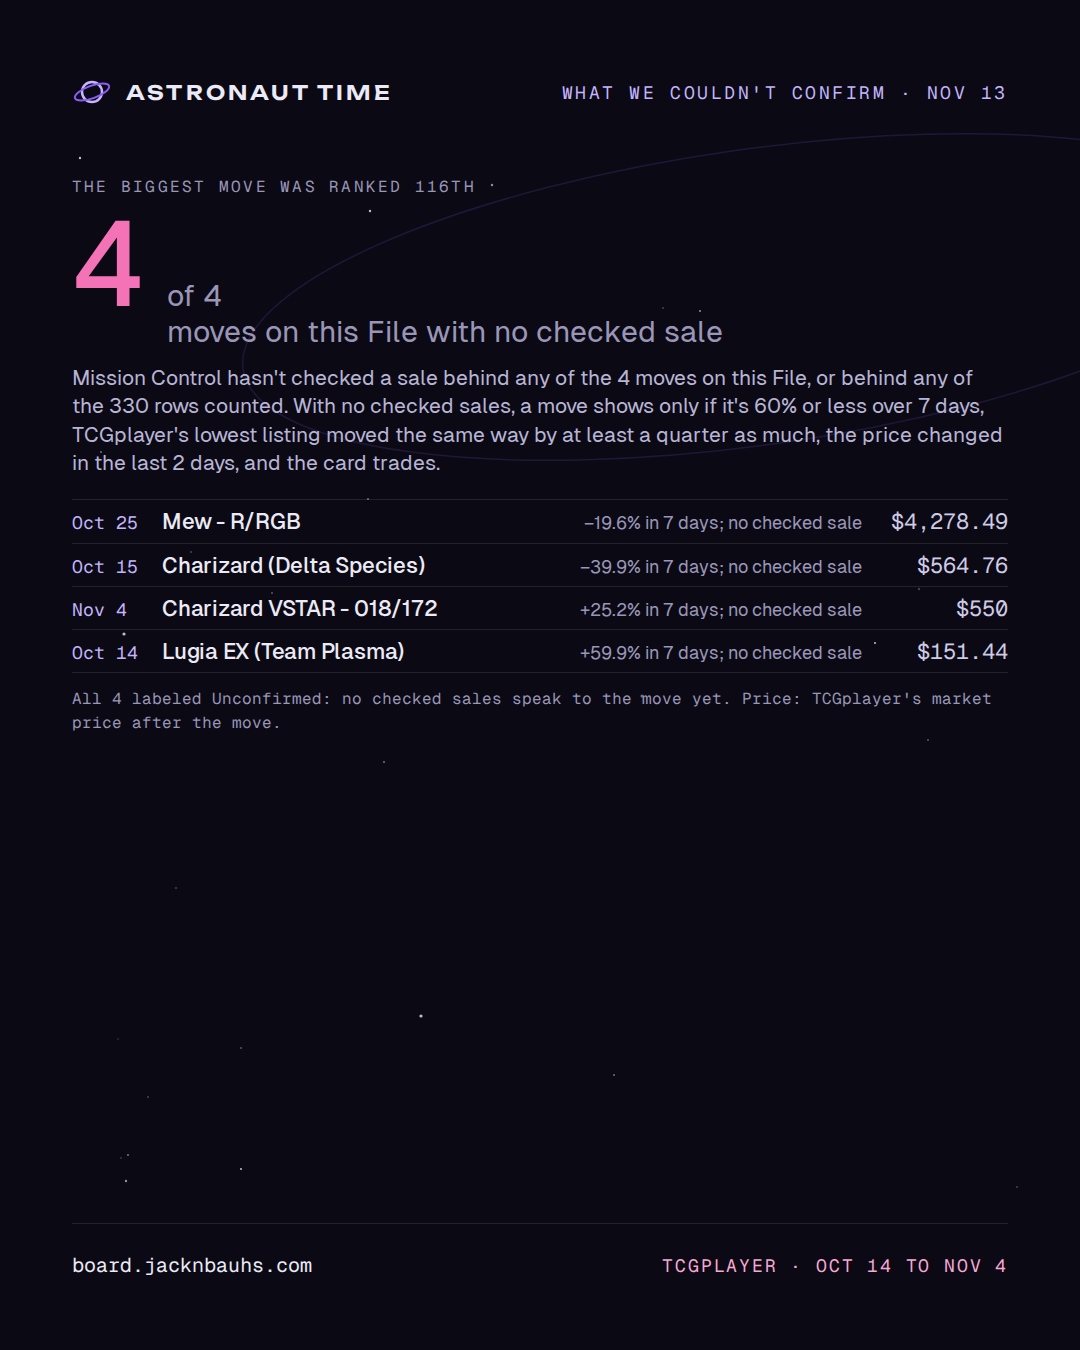 ASTRONAUT TIME
WHAT WE COULDN'T CONFIRM · NOV 13
THE BIGGEST MOVE WAS RANKED 116TH
4 of 4
moves on this File with no checked sale
Mission Control hasn't checked a sale behind any of the 4 moves on this File, or behind any of
the 330 rows counted. With no checked sales, a move shows only if it's 60% or less over 7 days,
TCGplayer's lowest listing moved the same way by at least a quarter as much, the price changed
in the last 2 days, and the card trades.
Oct 25 Mew - R/RGB −19.6% in 7 days; no checked sale $4,278.49
Oct 15 Charizard (Delta Species) −39.9% in 7 days; no checked sale $564.76
Nov 4 Charizard VSTAR - 018/172 +25.2% in 7 days; no checked sale $550
Oct 14 Lugia EX (Team Plasma) +59.9% in 7 days; no checked sale $151.44
All 4 labeled Unconfirmed: no checked sales speak to the move yet. Price: TCGplayer's market
price after the move.
board.jacknbauhs.com
TCGPLAYER · OCT 14 TO NOV 4